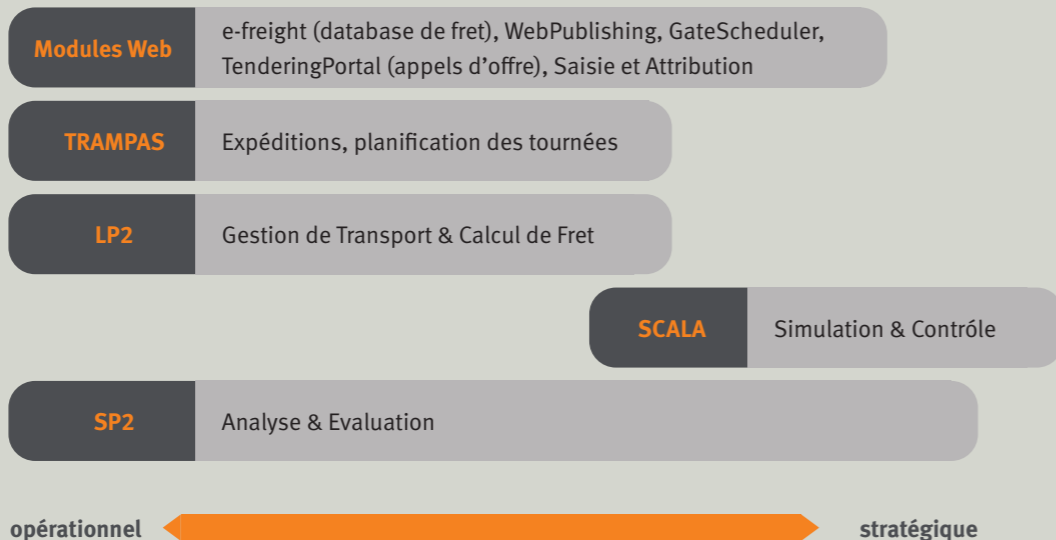 Modules Web
e-freight (database de fret), WebPublishing, GateScheduler,
TenderingPortal (appels d’offre), Saisie et Attribution
TRAMPAS
Expéditions, planification des tournées
LP2
Gestion de Transport & Calcul de Fret
SCALA
Simulation & Contróle
SP2
Analyse & Evaluation
opérationnel
stratégique